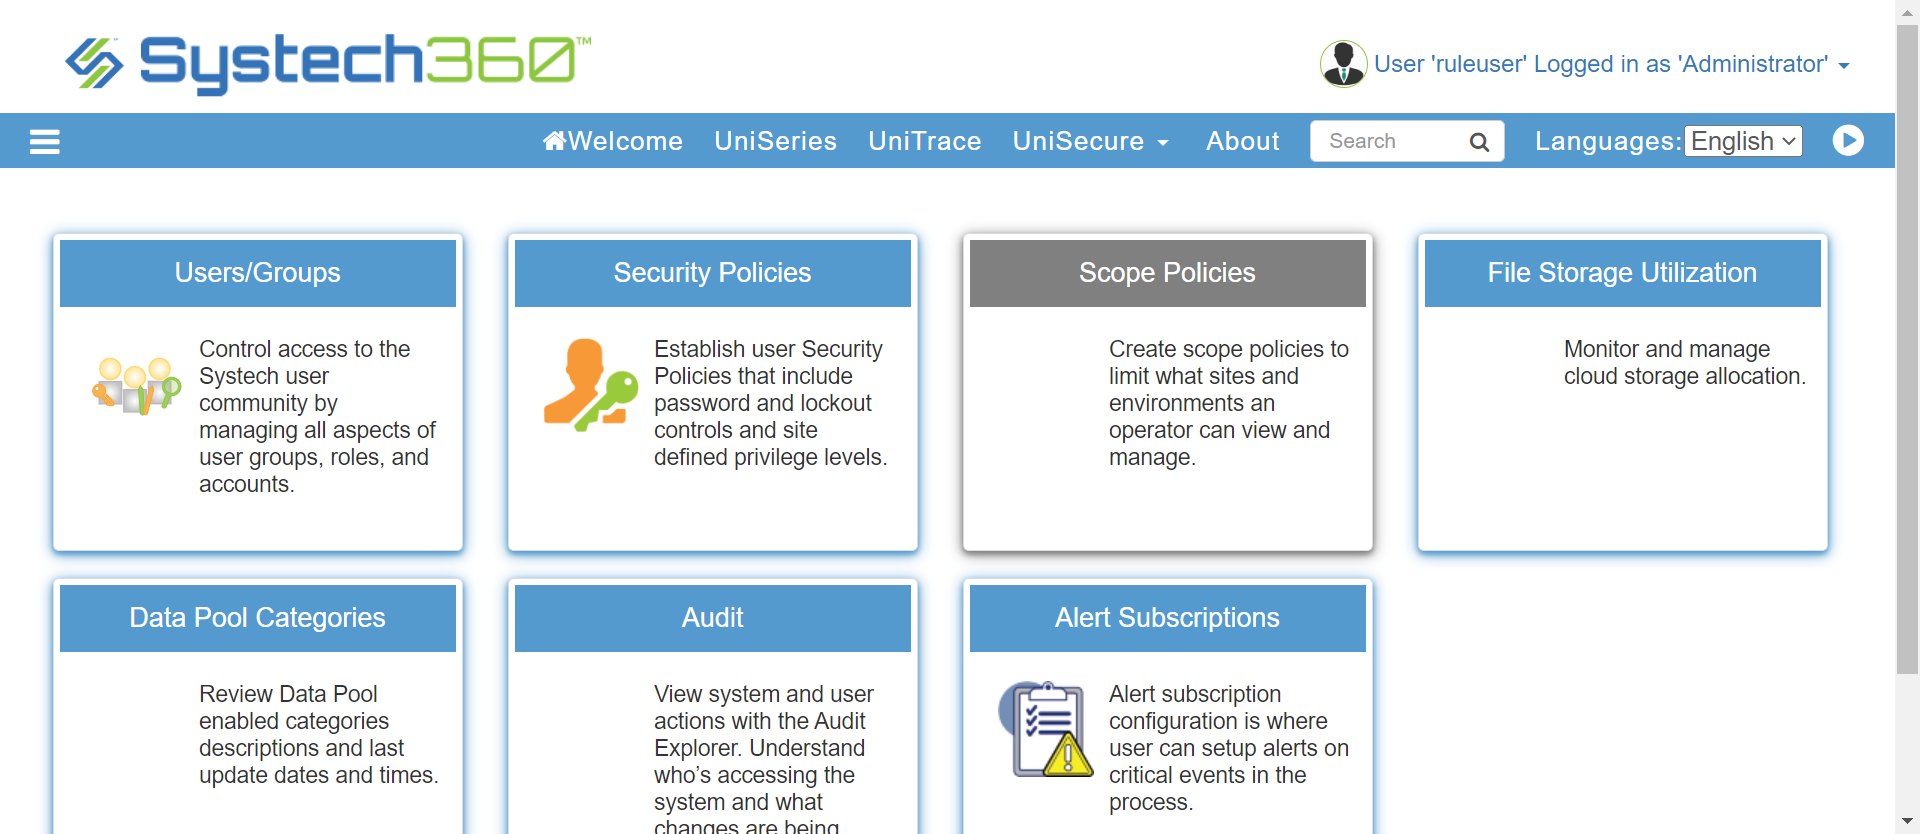 Systech360™
User 'ruleuser' Logged in as 'Administrator'
Welcome UniSeries UniTrace UniSecure About Search Languages: English
Users/Groups
Control access to the
Systech user
community by
managing all aspects of
user groups, roles, and
accounts.
Security Policies
Establish user Security
Policies that include
password and lockout
controls and site
defined privilege levels.
Scope Policies
Create scope policies to
limit what sites and
environments an
operator can view and
manage.
File Storage Utilization
Monitor and manage
cloud storage allocation.
Data Pool Categories
Review Data Pool
enabled categories
descriptions and last
update dates and times.
Audit
View system and user
actions with the Audit
Explorer. Understand
who’s accessing the
system and what
changes are being
Alert Subscriptions
Alert subscription
configuration is where
user can setup alerts on
critical events in the
process.